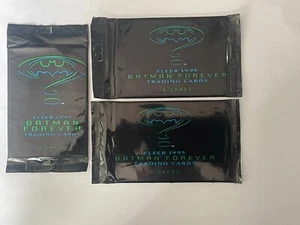 FLEER 1995
BATMAN
FOREVER
TRADING CARDS
FLEER 1995
BATMAN FOREVER
TRADING CARDS
FLEER 1995
BATMAN FOREVER
TRADING CARDS